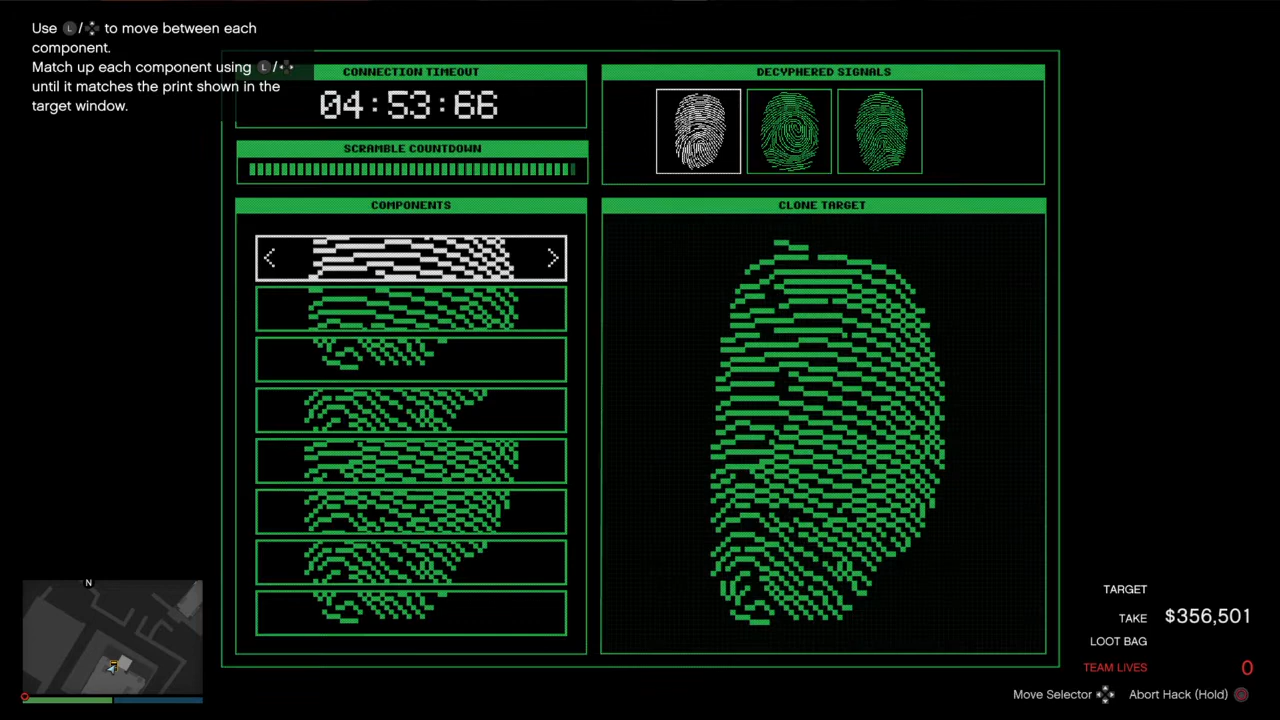 Use L/ to move between each
component.
Match up each component using L/
until it matches the print shown in the
target window.
CONNECTION TIMEOUT
04:53:66
SCRAMBLE COUNTDOWN
COMPONENTS
DECYPHERED SIGNALS
CLONE TARGET
N
TARGET
TAKE $356,501
LOOT BAG
TEAM LIVES 0
Move Selector Abort Hack (Hold)